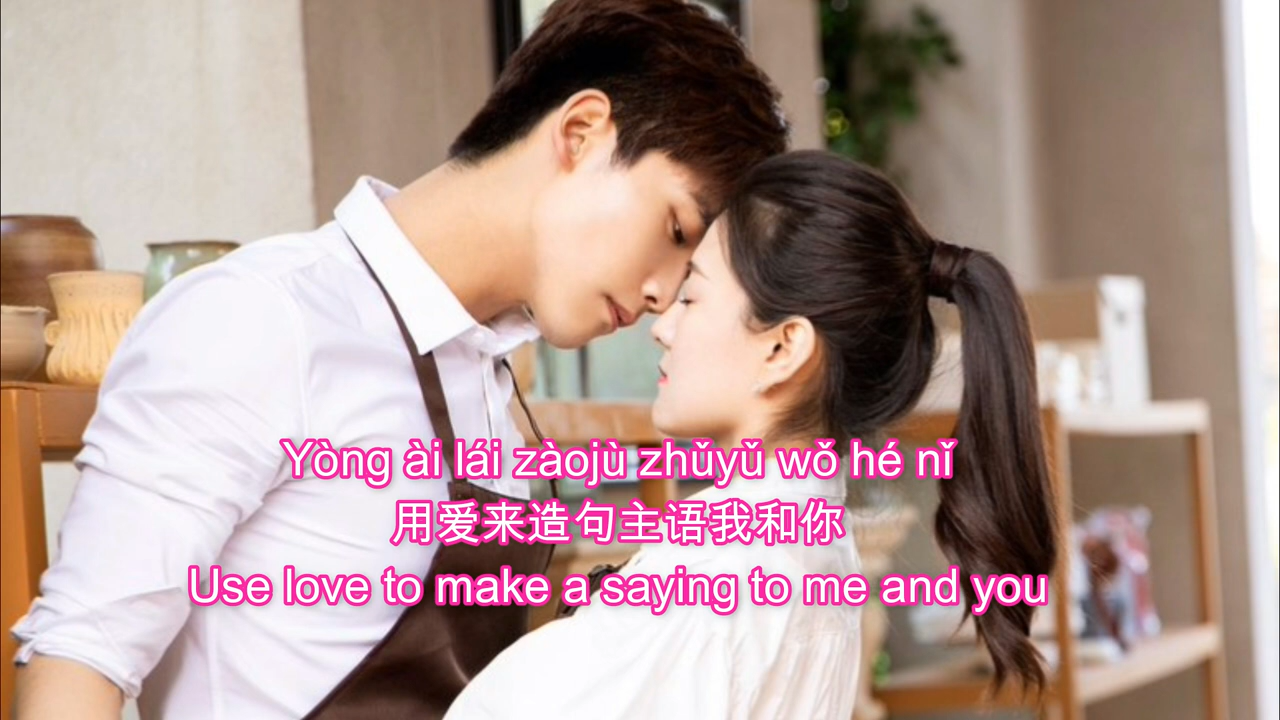 Yòng ài lái zàojù zhǔyǔ wǒ hé nǐ
用爱来造句主语我和你
Use love to make a saying to me and you